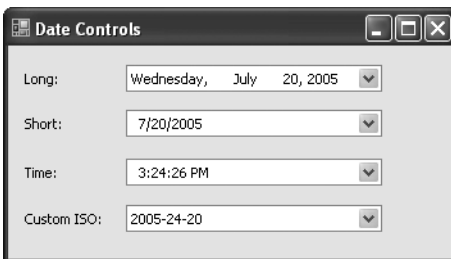 Date Controls
Long: Wednesday, July 20, 2005
Short: 7/20/2005
Time: 3:24:26 PM
Custom ISO: 2005-24-20